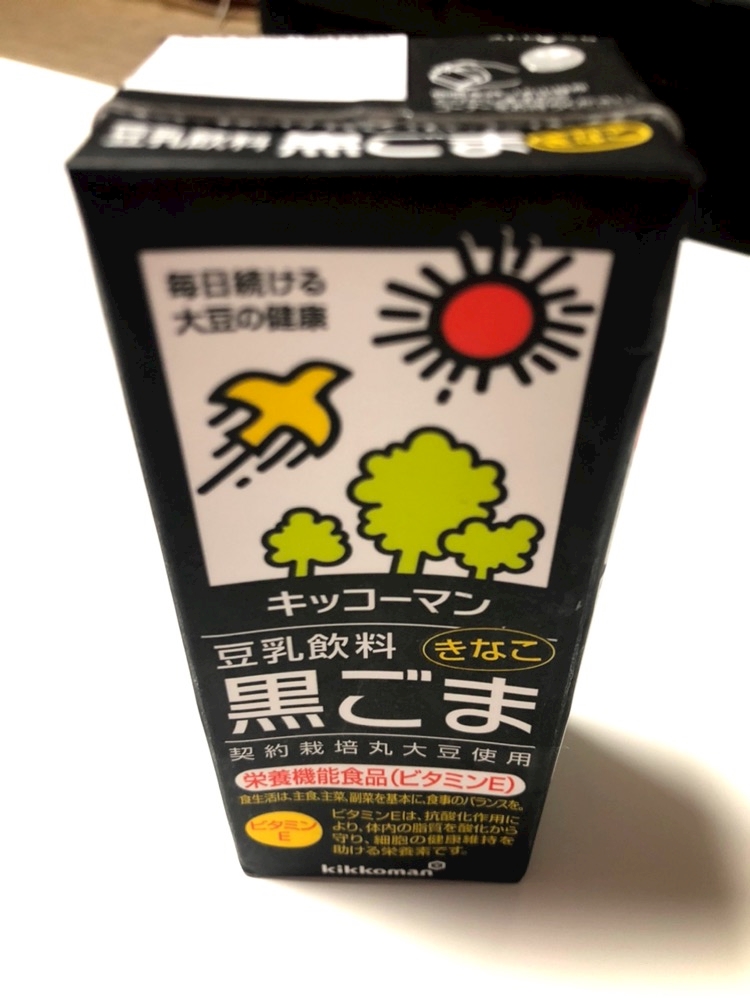 豆乳飲料 黒ごま
毎日続ける
大豆の健康
キッコーマン
豆乳飲料 きなこ
黒ごま
契約栽培丸大豆使用
栄養機能食品(ビタミンE)
食生活は、主食、主菜、副菜を基本に、食事のバランスを。
ビタミン
E
ビタミンEは、抗酸化作用に
より、体内の脂質を酸化から
守り、細胞の健康維持を
助ける栄養素です。
kikkoman